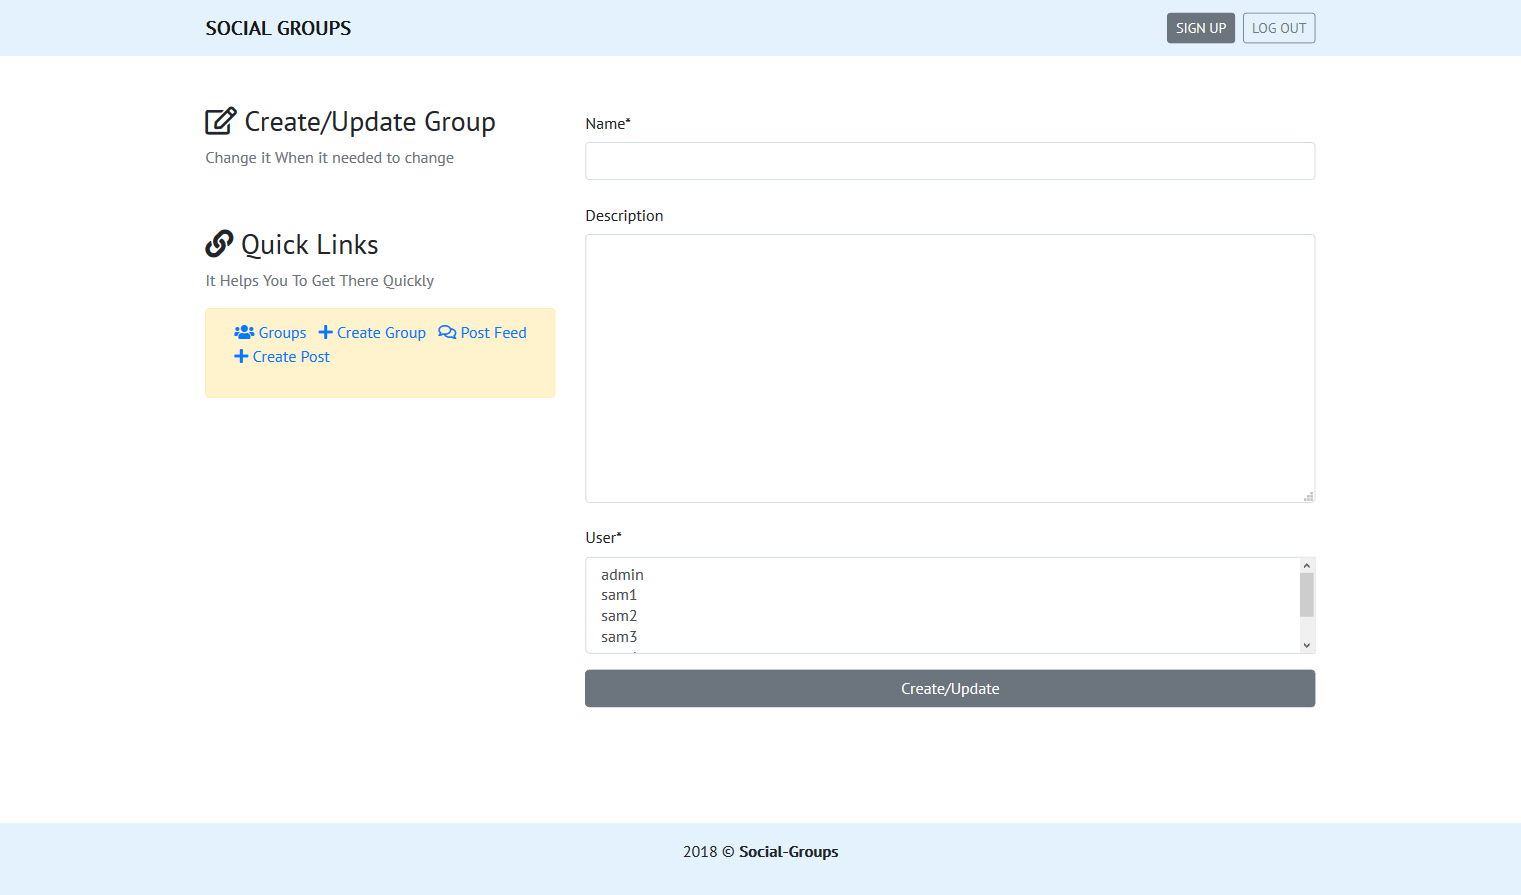 SOCIAL GROUPS
SIGN UP
LOG OUT
Create/Update Group
Change it When it needed to change
Quick Links
It Helps You To Get There Quickly
Groups Create Group Post Feed
Create Post
Name*
Description
User*
admin
sam1
sam2
sam3
Create/Update
2018 © Social-Groups